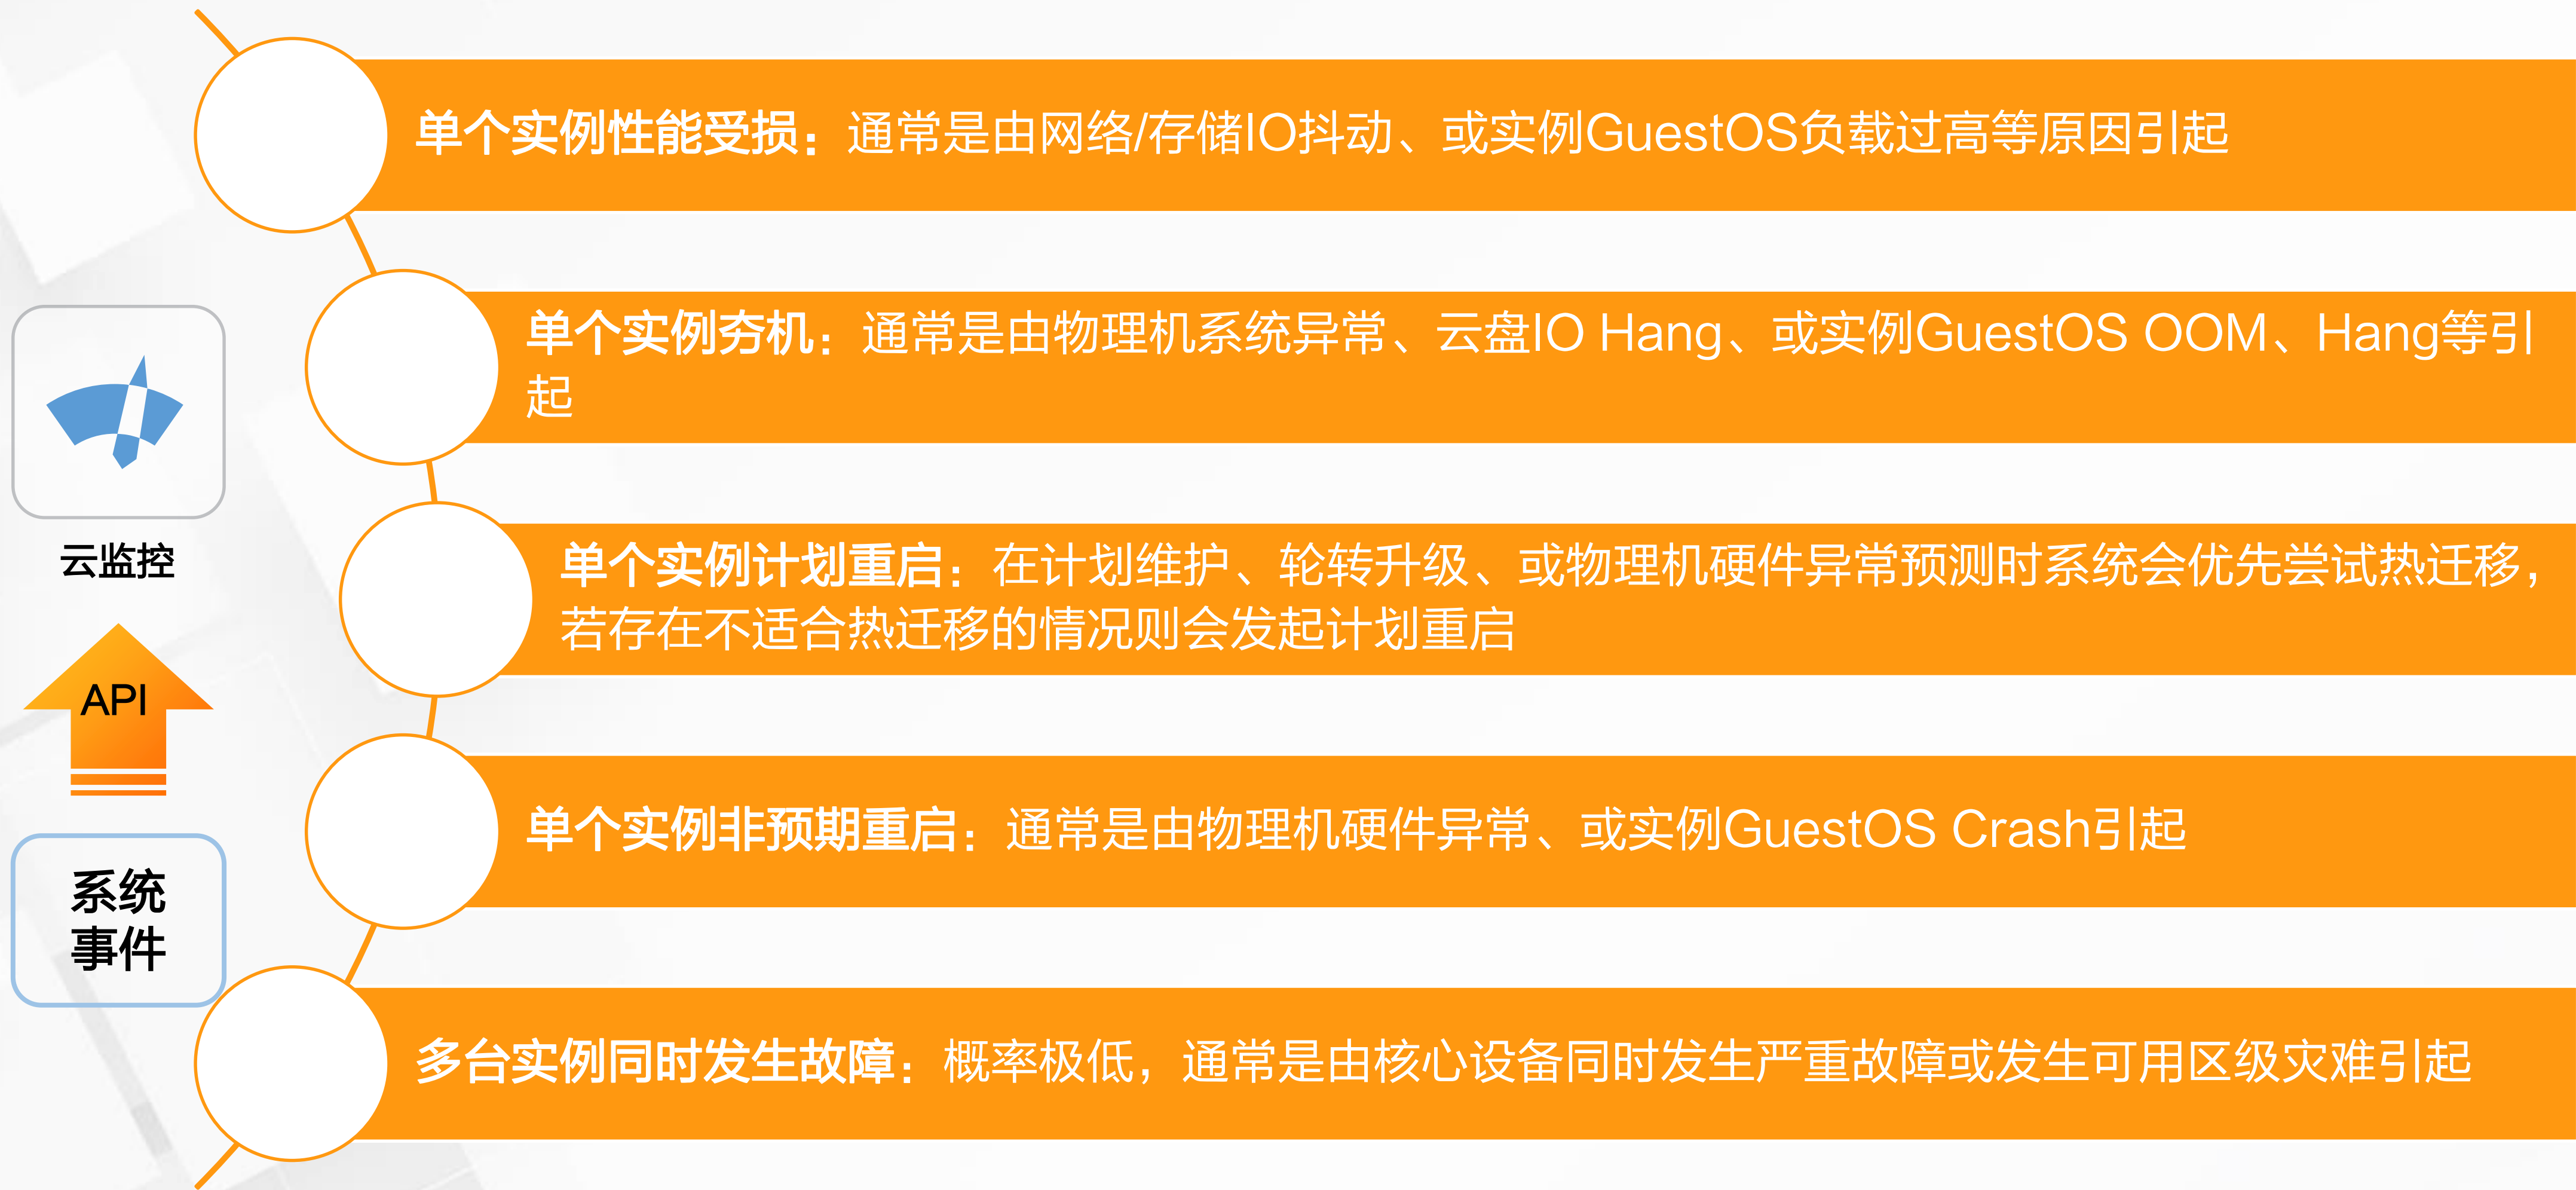 单个实例性能受损：通常是由网络/存储IO抖动、或实例GuestOS负载过高等原因引起
单个实例夯机：通常是由物理机系统异常、云盘IO Hang、或实例GuestOS OOM、Hang等引
起
云监控
单个实例计划重启：在计划维护、轮转升级、或物理机硬件异常预测时系统会优先尝试热迁移，
若存在不适合热迁移的情况则会发起计划重启
API
单个实例非预期重启：通常是由物理机硬件异常、或实例GuestOS Crash引起
系统
事件
多台实例同时发生故障：概率极低，通常是由核心设备同时发生严重故障或发生可用区级灾难引起